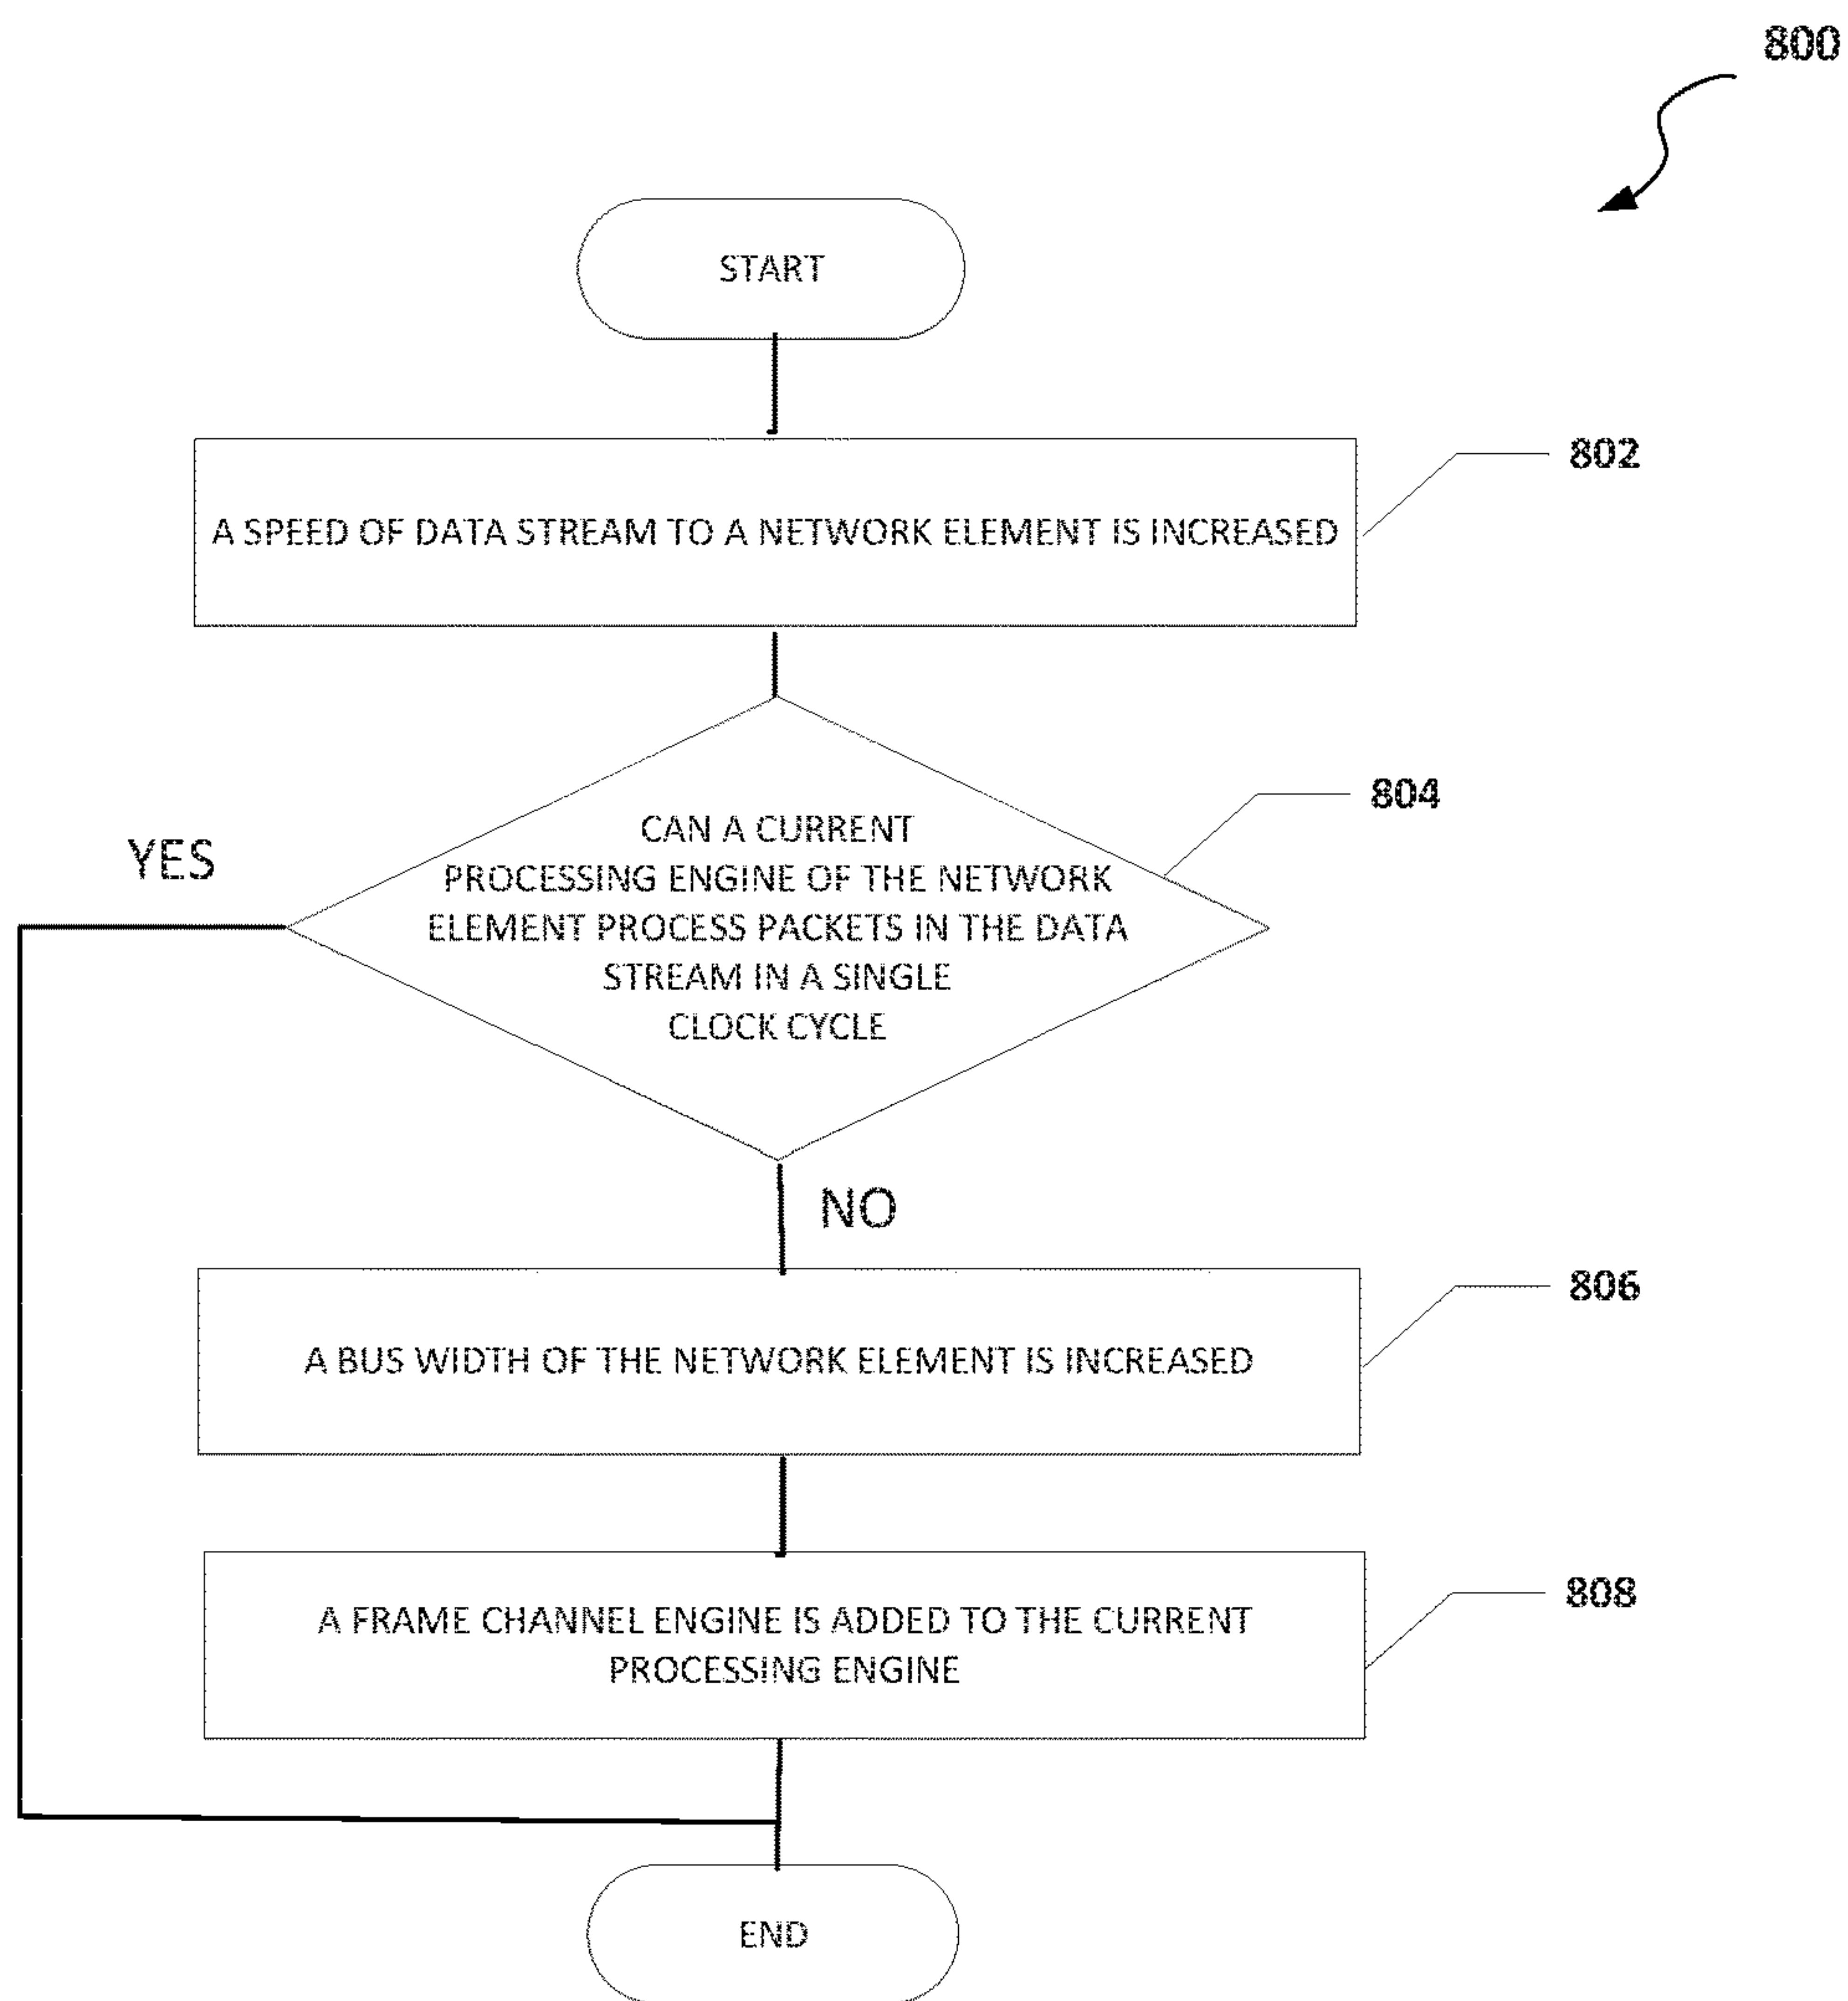 800
START
802
A SPEED OF DATA STREAM TO A NETWORK ELEMENT IS INCREASED
804
CAN A CURRENT
PROCESSING ENGINE OF THE NETWORK
ELEMENT PROCESS PACKETS IN THE DATA
STREAM IN A SINGLE
CLOCK CYCLE
YES
NO
806
A BUS WIDTH OF THE NETWORK ELEMENT IS INCREASED
808
A FRAME CHANNEL ENGINE IS ADDED TO THE CURRENT
PROCESSING ENGINE
END